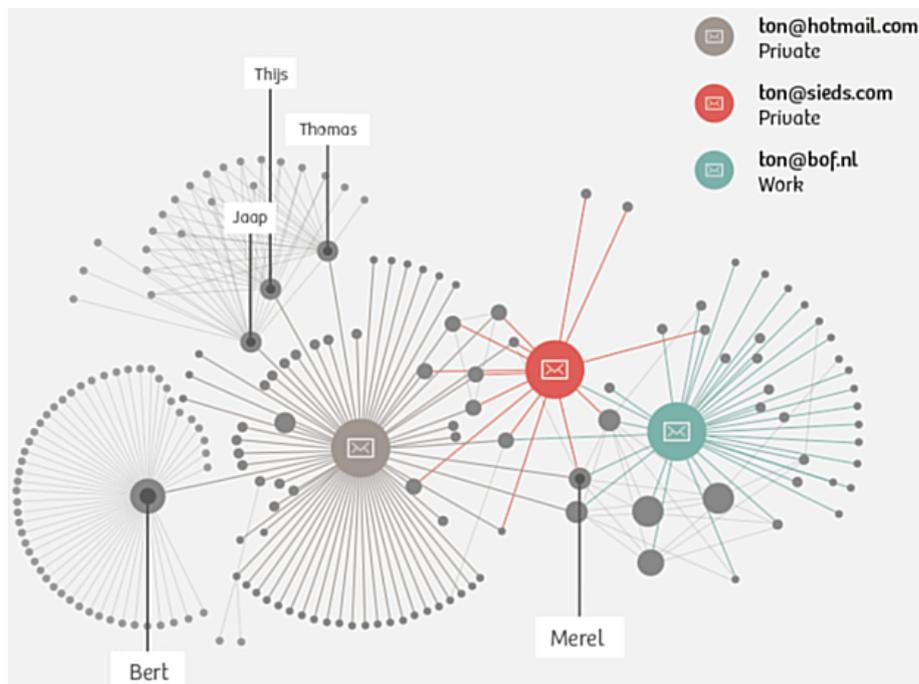 ton@hotmail.com
Private
ton@sieds.com
Private
ton@bof.nl
Work
Thijs
Thomas
Jaap
Merel
Bert